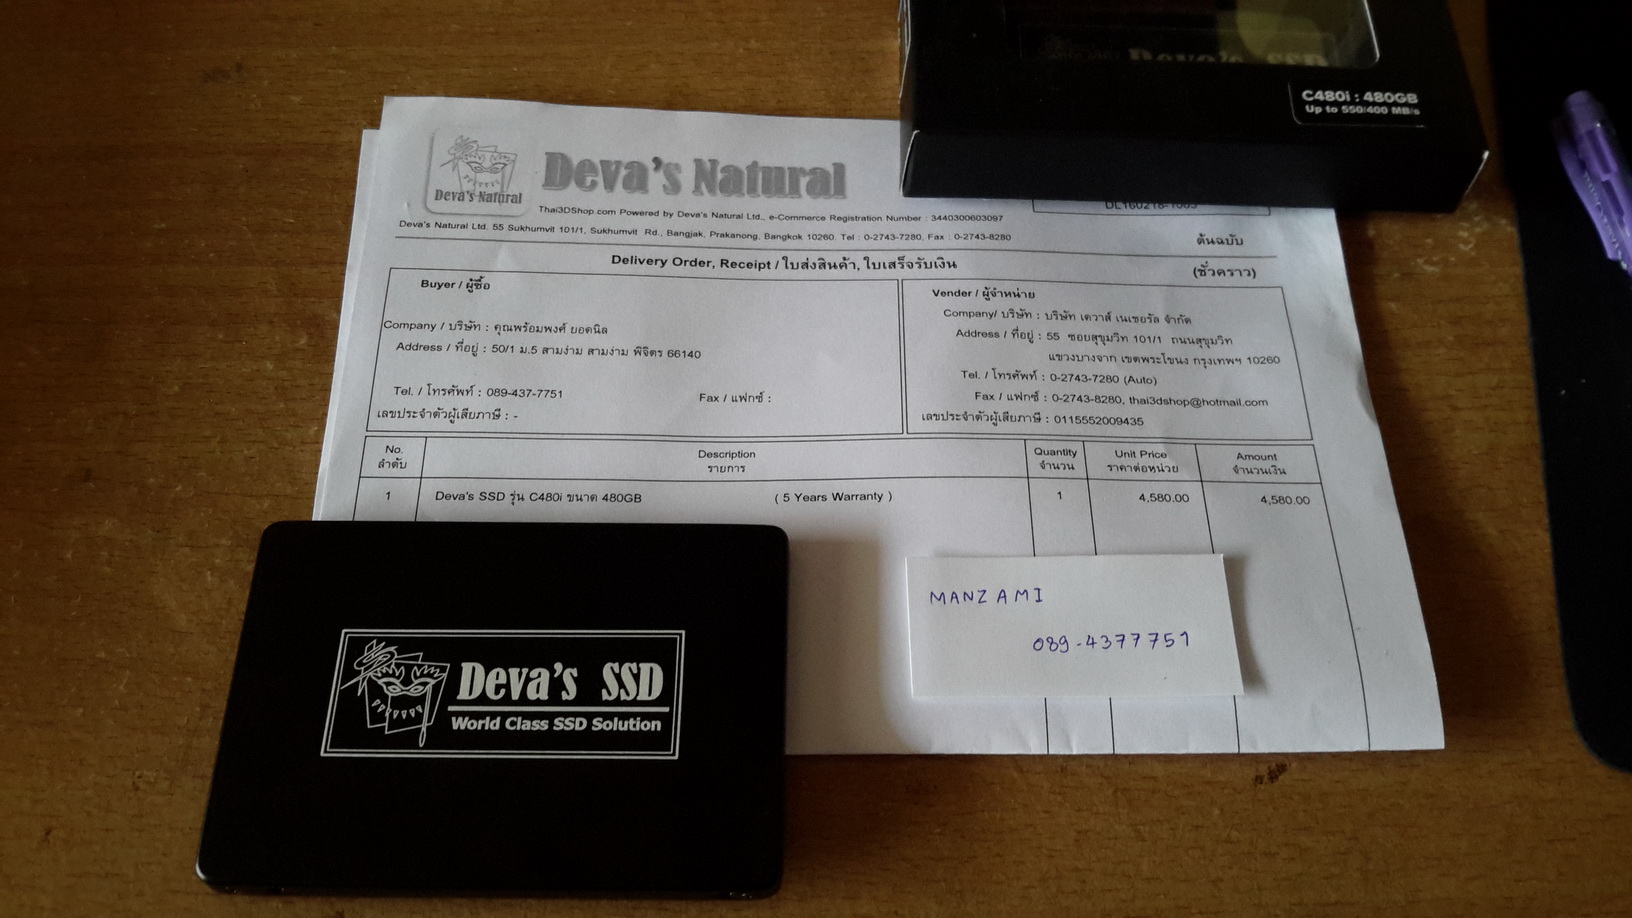 Deva's SSD
C480i : 480GB
Up to 550/400 MB/s
Deva's Natural
Deva's Natural
Thai3DShop.com Powered by Deva's Natural Ltd., e-Commerce Registration Number : 3440300603097
Deva's Natural Ltd. 55 Sukhumvit 101/1, Sukhumvit Rd., Bangjak, Prakanong, Bangkok 10260. Tel : 0-2743-7280, Fax : 0-2743-8280
ต้นฉบับ
Delivery Order, Receipt / ใบส่งสินค้า, ใบเสร็จรับเงิน
(ชั่วคราว)
Buyer / ผู้ซื้อ
Company / บริษัท : คุณพร้อมพงศ์ ยอดนิล
Address / ที่อยู่ : 50/1 ม.5 สามง่าม สามง่าม พิจิตร 66140
Tel. / โทรศัพท์ : 089-437-7751 Fax / แฟกซ์ :
เลขประจำตัวผู้เสียภาษี : -
Vender / ผู้จำหน่าย
Company/ บริษัท : บริษัท เดวาส์ เนเชอรัล จำกัด
Address / ที่อยู่ : 55 ซอยสุขุมวิท 101/1 ถนนสุขุมวิท
แขวงบางจาก เขตพระโขนง กรุงเทพฯ 10260
Tel. / โทรศัพท์ : 0-2743-7280 (Auto)
Fax / แฟกซ์ : 0-2743-8280, thai3dshop@hotmail.com
เลขประจำตัวผู้เสียภาษี : 0115552009435
No. Description Quantity Unit Price Amount
ลำดับ รายการ จำนวน ราคาต่อหน่วย จำนวนเงิน
1 Deva's SSD รุ่น C480i ขนาด 480GB ( 5 Years Warranty ) 1 4,580.00 4,580.00
MANZAMI
089-4377751
Deva's SSD
World Class SSD Solution